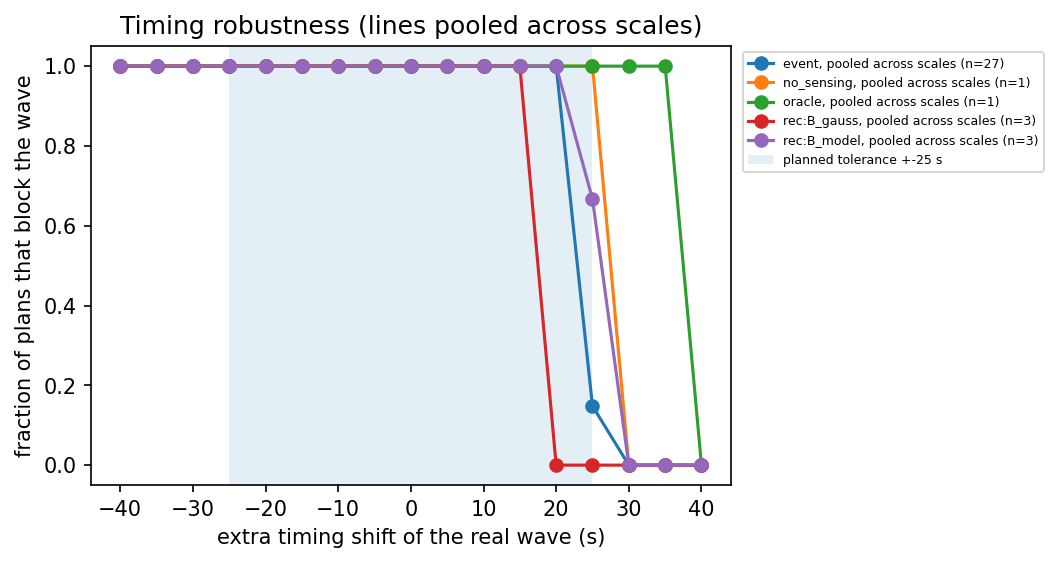 Timing robustness (lines pooled across scales)
fraction of plans that block the wave
1.0
0.8
0.6
0.4
0.2
0.0
−40
−30
−20
−10
0
10
20
30
40
extra timing shift of the real wave (s)
event, pooled across scales (n=27)
no_sensing, pooled across scales (n=1)
oracle, pooled across scales (n=1)
rec:B_gauss, pooled across scales (n=3)
rec:B_model, pooled across scales (n=3)
planned tolerance +-25 s